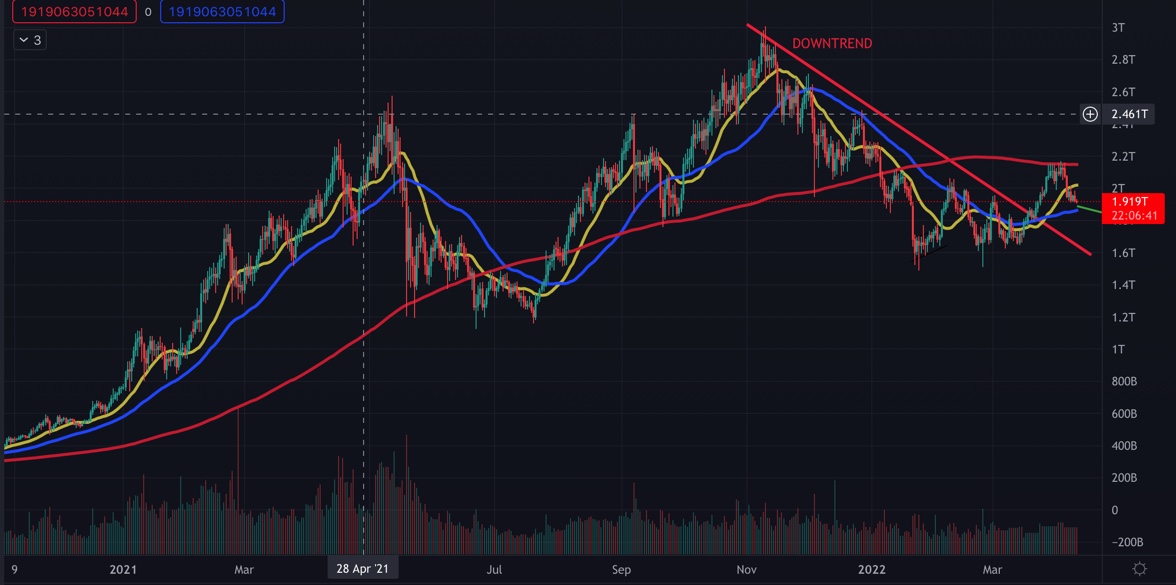 1919063051044 0 1919063051044
3
DOWNTREND
3T
2.8T
2.6T
2.461T
2.4T
2.2T
2T
1.919T
22:06:41
1.6T
1.4T
1.2T
1T
800B
600B
400B
200B
0
−200B
9 2021 Mar 28 Apr '21 Jul Sep Nov 2022 Mar